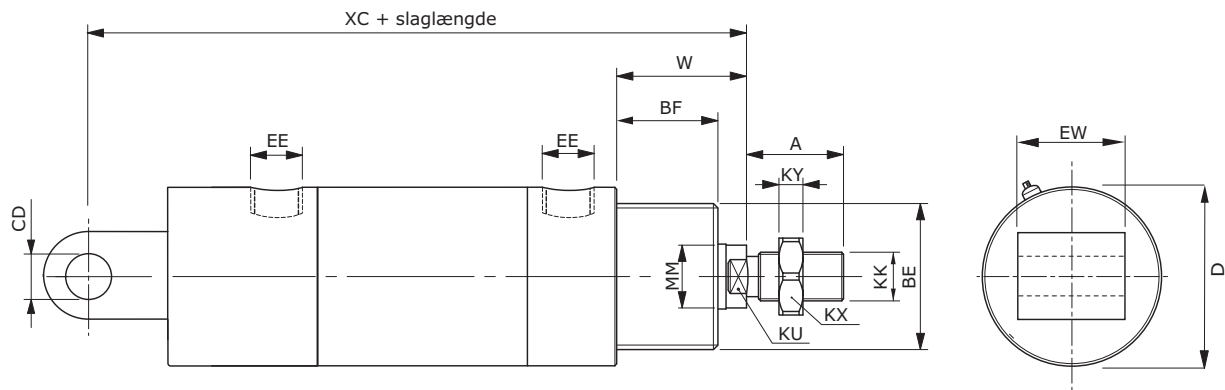 XC + slaglængde
W
BF
EE
EE
A
KY
EW
CD
MM
KK
BE
D
KX
KU